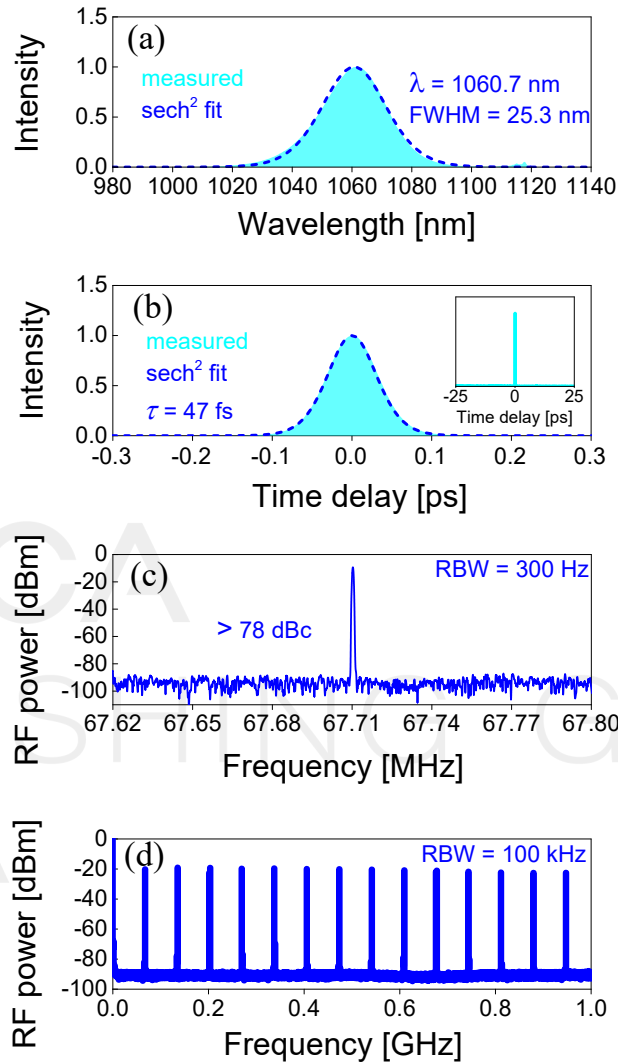 (a)
measured
sech² fit
λ = 1060.7 nm
FWHM = 25.3 nm
Intensity
1.5
1.0
0.5
0.0
980 1000 1020 1040 1060 1080 1100 1120 1140
Wavelength [nm]
(b)
measured
sech² fit
τ = 47 fs
Intensity
1.5
1.0
0.5
0.0
-0.3 -0.2 -0.1 0.0 0.1 0.2 0.3
Time delay [ps]
-25 0 25
Time delay [ps]
(c)
RBW = 300 Hz
> 78 dBc
RF power [dBm]
0
-20
-40
-60
-80
-100
67.62 67.65 67.68 67.71 67.74 67.77 67.80
Frequency [MHz]
(d)
RBW = 100 kHz
RF power [dBm]
0
-20
-40
-60
-80
-100
0.0 0.2 0.4 0.6 0.8 1.0
Frequency [GHz]
CA
SHING G